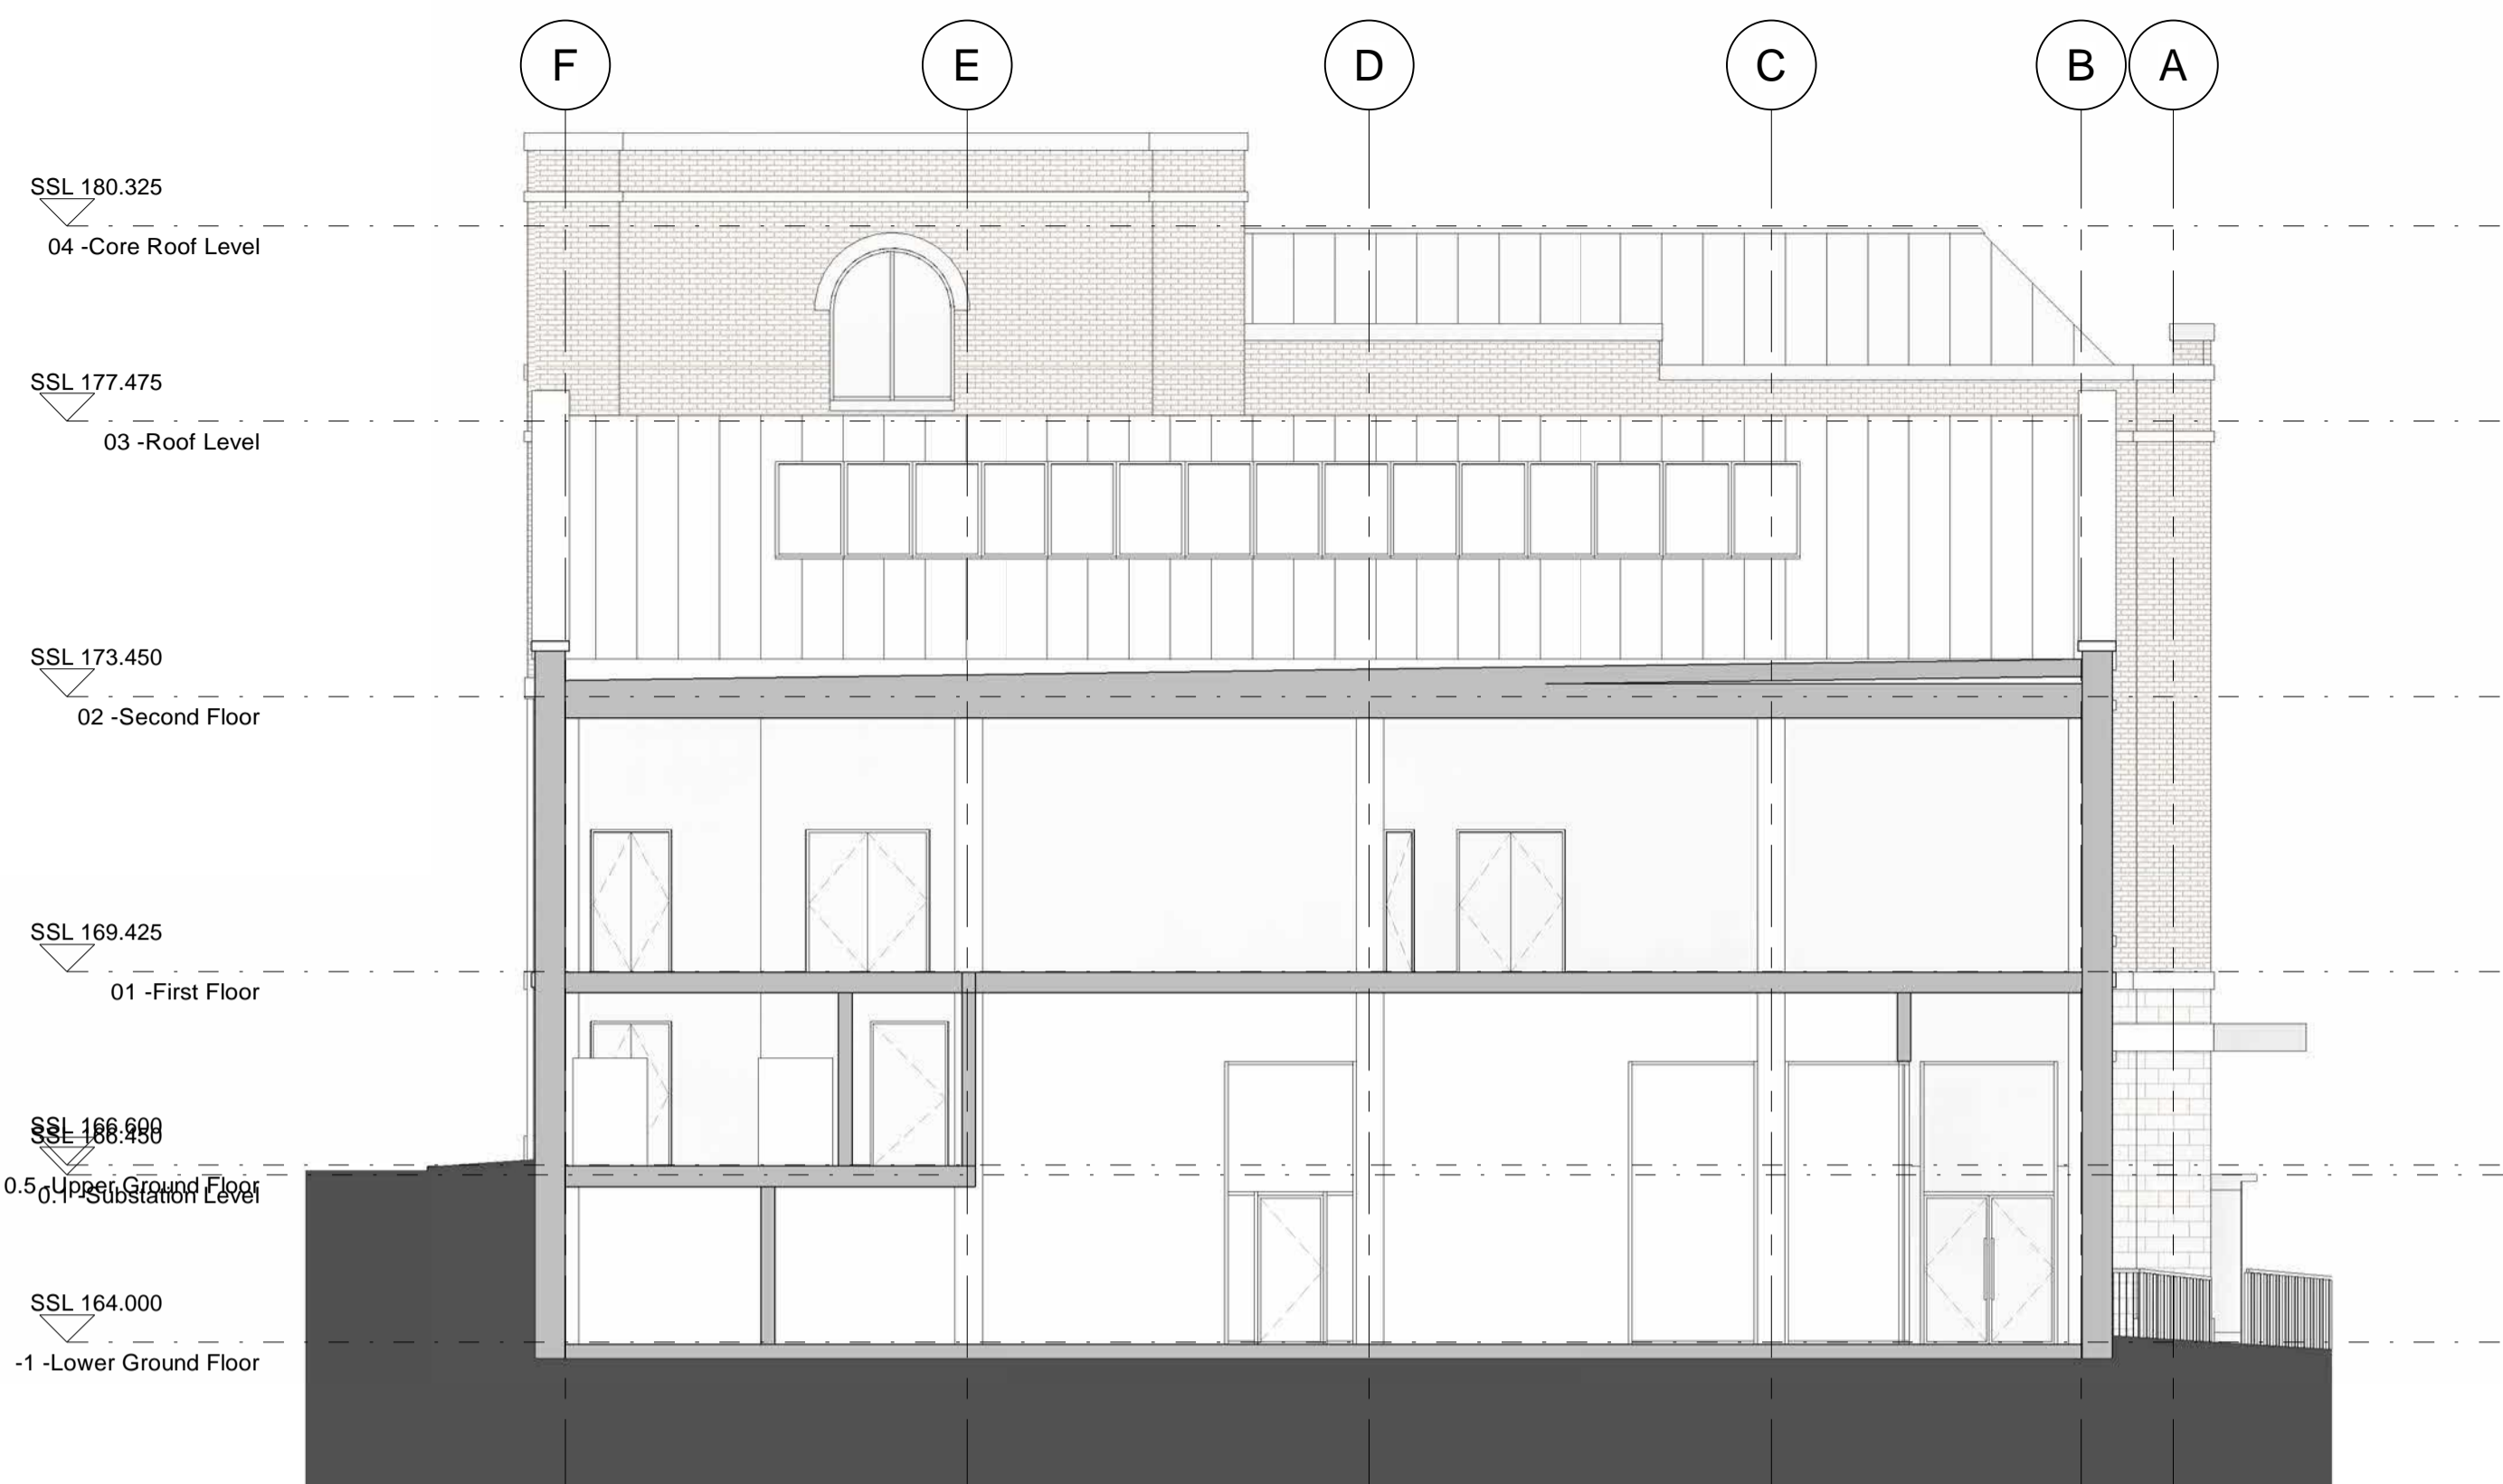 F E D C B A
SSL 180.325
04 -Core Roof Level
SSL 177.475
03 -Roof Level
SSL 173.450
02 -Second Floor
SSL 169.425
01 -First Floor
SSL 166.600
SSL 166.450
0.5 -Upper Ground Floor
0.1 -Substation Level
SSL 164.000
-1 -Lower Ground Floor